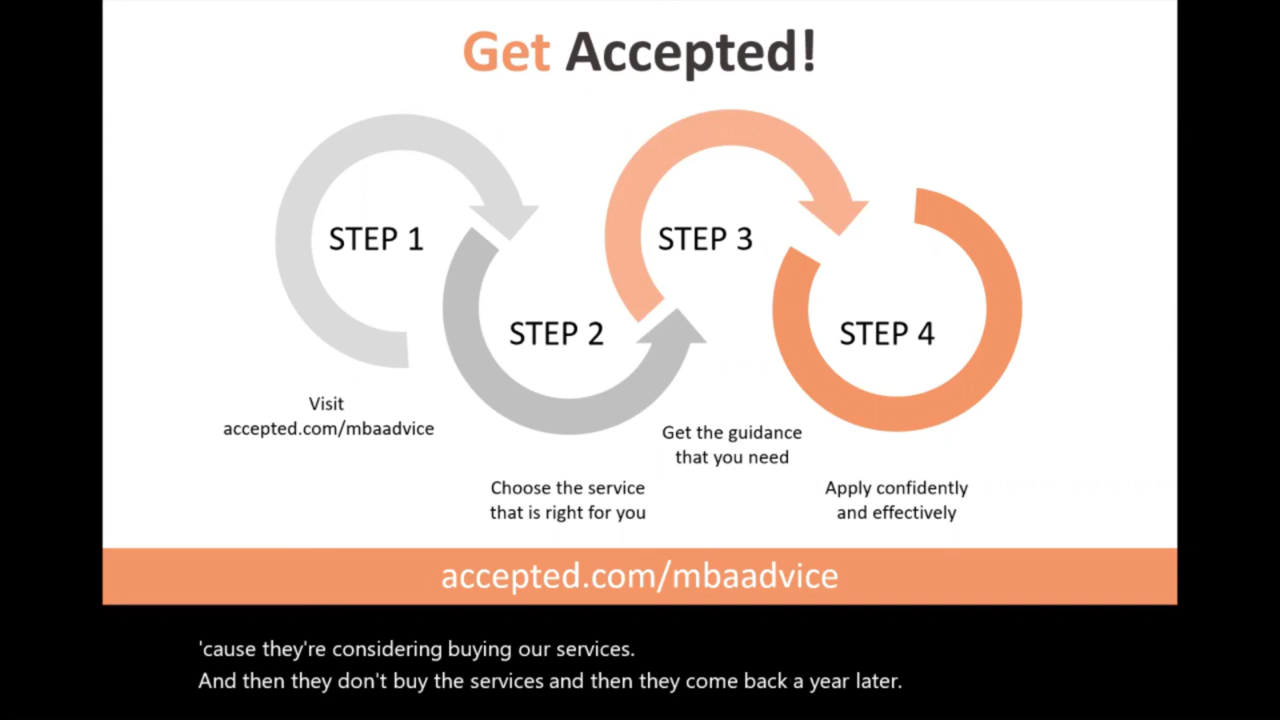 Get Accepted!
STEP 1
STEP 3
STEP 2
STEP 4
Visit
accepted.com/mbaadvice
Get the guidance
that you need
Choose the service
that is right for you
Apply confidently
and effectively
accepted.com/mbaadvice
'cause they're considering buying our services.
And then they don't buy the services and then they come back a year later.